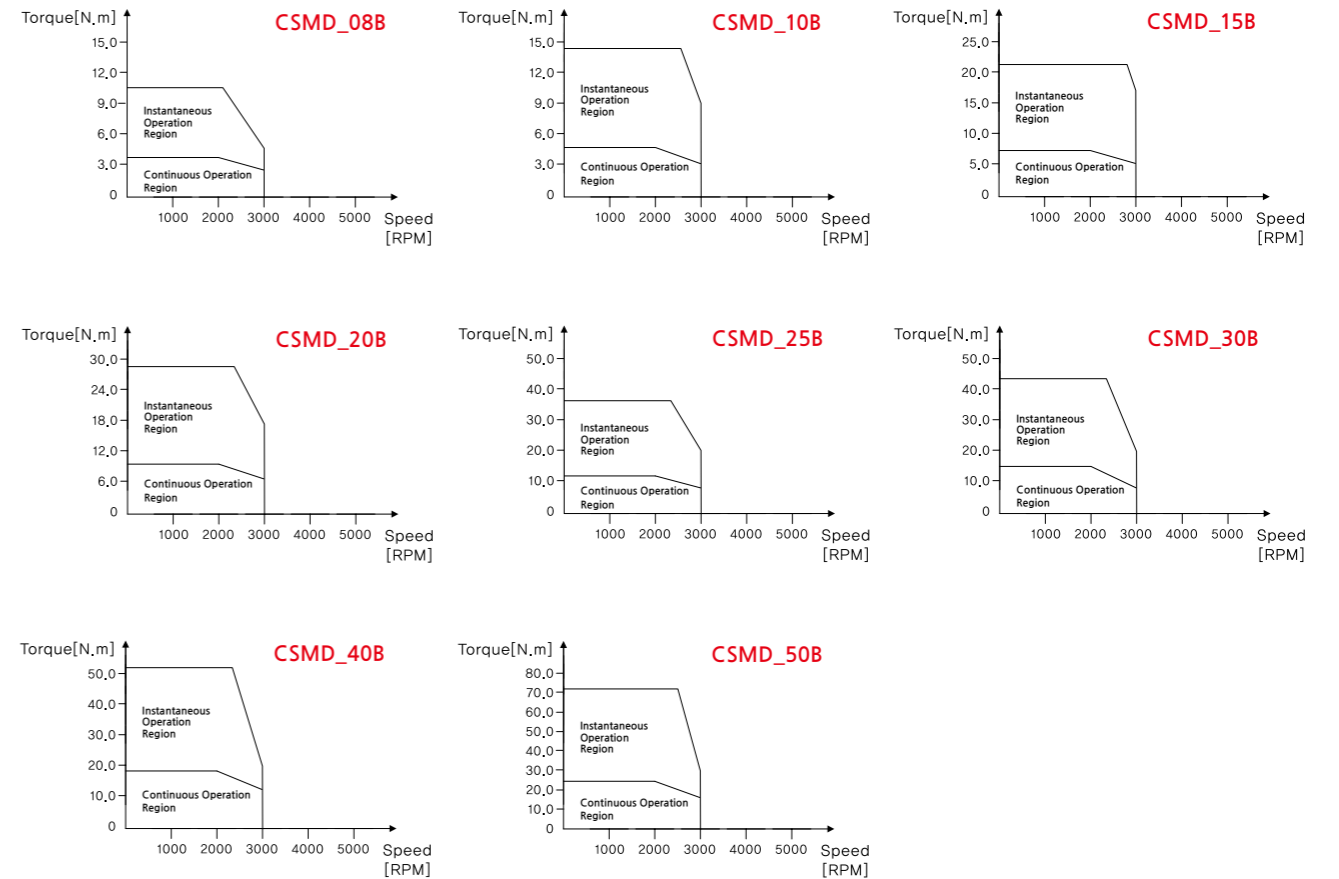 Torque[N.m]
CSMD_08B
15.0
12.0
9.0
6.0
3.0
0
Instantaneous
Operation
Region
Continuous Operation
Region
1000 2000 3000 4000 5000 Speed
[RPM]
Torque[N.m]
CSMD_10B
15.0
12.0
9.0
6.0
3.0
0
Instantaneous
Operation
Region
Continuous Operation
Region
1000 2000 3000 4000 5000 Speed
[RPM]
Torque[N.m]
CSMD_15B
25.0
20.0
15.0
10.0
5.0
0
Instantaneous
Operation
Region
Continuous Operation
Region
1000 2000 3000 4000 5000 Speed
[RPM]
Torque[N.m]
CSMD_20B
30.0
24.0
18.0
12.0
6.0
0
Instantaneous
Operation
Region
Continuous Operation
Region
1000 2000 3000 4000 5000 Speed
[RPM]
Torque[N.m]
CSMD_25B
50.0
40.0
30.0
20.0
10.0
0
Instantaneous
Operation
Region
Continuous Operation
Region
1000 2000 3000 4000 5000 Speed
[RPM]
Torque[N.m]
CSMD_30B
50.0
40.0
30.0
20.0
10.0
0
Instantaneous
Operation
Region
Continuous Operation
Region
1000 2000 3000 4000 5000 Speed
[RPM]
Torque[N.m]
CSMD_40B
50.0
40.0
30.0
20.0
10.0
0
Instantaneous
Operation
Region
Continuous Operation
Region
1000 2000 3000 4000 5000 Speed
[RPM]
Torque[N.m]
CSMD_50B
80.0
70.0
60.0
50.0
40.0
30.0
20.0
10.0
0
Instantaneous
Operation
Region
Continuous Operation
Region
1000 2000 3000 4000 5000 Speed
[RPM]